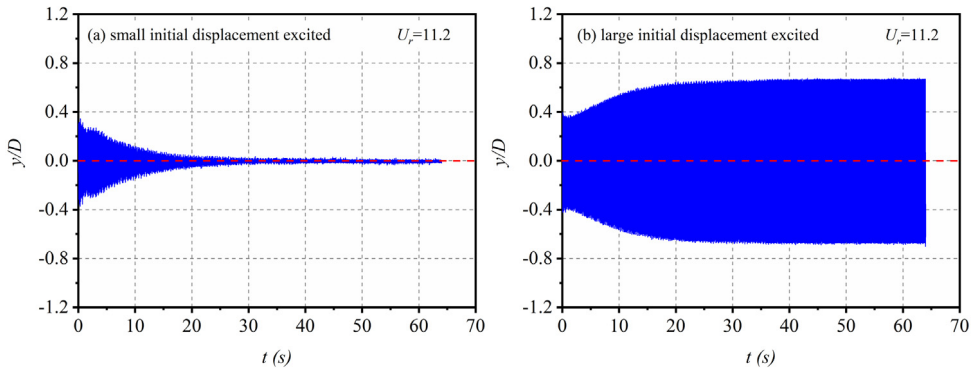 (a) small initial displacement excited U_r=11.2
1.2
0.8
0.4
0.0
-0.4
-0.8
-1.2
y/D
0 10 20 30 40 50 60 70
t (s)
(b) large initial displacement excited U_r=11.2
1.2
0.8
0.4
0.0
-0.4
-0.8
-1.2
y/D
0 10 20 30 40 50 60 70
t (s)